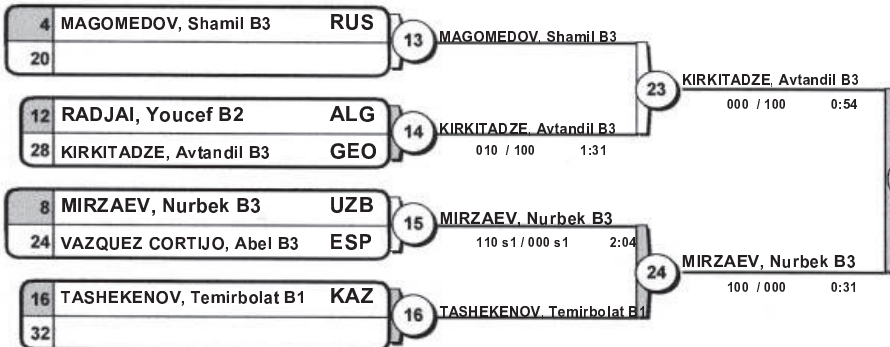 4 MAGOMEDOV, Shamil B3 RUS
20
13
MAGOMEDOV, Shamil B3
12 RADJAI, Youcef B2 ALG
28 KIRKITADZE, Avtandil B3 GEO
14
KIRKITADZE, Avtandil B3
010 / 100 1:31
23
KIRKITADZE, Avtandil B3
000 / 100 0:54
8 MIRZAEV, Nurbek B3 UZB
24 VAZQUEZ CORTIJO, Abel B3 ESP
15
MIRZAEV, Nurbek B3
110 s1 / 000 s1 2:04
16 TASHEKENOV, Temirbolat B1 KAZ
32
16
TASHEKENOV, Temirbolat B1
24
MIRZAEV, Nurbek B3
100 / 000 0:31